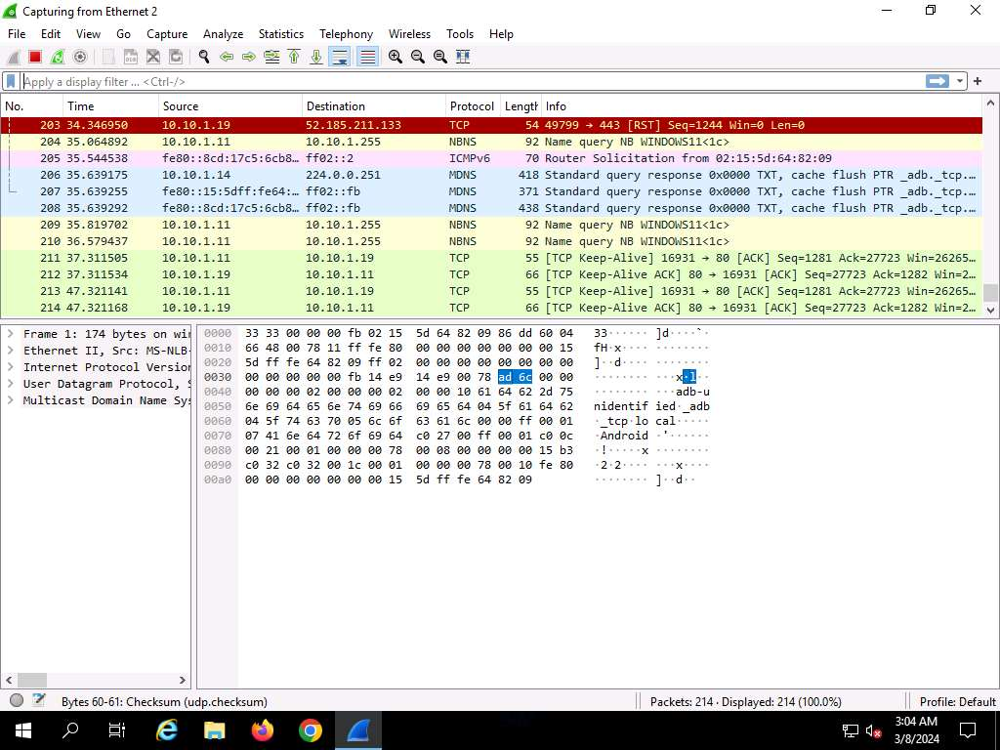 Capturing from Ethernet 2
File Edit View Go Capture Analyze Statistics Telephony Wireless Tools Help
Apply a display filter ... <Ctrl-/>
No. Time Source Destination Protocol Length Info
203 34.346950 10.10.1.19 52.185.211.133 TCP 54 49799 → 443 [RST] Seq=1244 Win=0 Len=0
204 35.064892 10.10.1.11 10.10.1.255 NBNS 92 Name query NB WINDOWS11<1c>
205 35.544538 fe80::8cd:17c5:6cb8… ff02::2 ICMPv6 70 Router Solicitation from 02:15:5d:64:82:09
206 35.639175 10.10.1.14 224.0.0.251 MDNS 418 Standard query response 0x0000 TXT, cache flush PTR _adb._tcp.…
207 35.639255 fe80::15:5dff:fe64:… ff02::fb MDNS 371 Standard query response 0x0000 TXT, cache flush PTR _adb._tcp.…
208 35.639292 fe80::8cd:17c5:6cb8… ff02::fb MDNS 438 Standard query response 0x0000 TXT, cache flush PTR _adb._tcp.…
209 35.819702 10.10.1.11 10.10.1.255 NBNS 92 Name query NB WINDOWS11<1c>
210 36.579437 10.10.1.11 10.10.1.255 NBNS 92 Name query NB WINDOWS11<1c>
211 37.311505 10.10.1.11 10.10.1.19 TCP 55 [TCP Keep-Alive] 16931 → 80 [ACK] Seq=1281 Ack=27723 Win=26265…
212 37.311534 10.10.1.19 10.10.1.11 TCP 66 [TCP Keep-Alive ACK] 80 → 16931 [ACK] Seq=27723 Ack=1282 Win=2…
213 47.321141 10.10.1.11 10.10.1.19 TCP 55 [TCP Keep-Alive] 16931 → 80 [ACK] Seq=1281 Ack=27723 Win=26265…
214 47.321168 10.10.1.19 10.10.1.11 TCP 66 [TCP Keep-Alive ACK] 80 → 16931 [ACK] Seq=27723 Ack=1282 Win=2…
Frame 1: 174 bytes on wir
Ethernet II, Src: MS-NLB-
Internet Protocol Version
User Datagram Protocol, S
Multicast Domain Name Sys
0000 33 33 00 00 00 fb 02 15 5d 64 82 09 86 dd 60 04 33······ ]d····`·
0010 66 48 00 78 11 ff fe 80 00 00 00 00 00 00 00 15 fH·x···· ········
0020 5d ff fe 64 82 09 ff 02 00 00 00 00 00 00 00 00 ]··d···· ········
0030 00 00 00 00 00 fb 14 e9 14 e9 00 78 ad 6c 00 00 ········ ···x·l··
0040 00 00 00 02 00 00 00 02 00 00 10 61 64 62 2d 75 ········ ···adb-u
0050 6e 69 64 65 6e 74 69 66 69 65 64 04 5f 61 64 62 nidentif ied·_adb
0060 04 5f 74 63 70 05 6c 6f 63 61 6c 00 00 ff 00 01 ·_tcp·lo cal·····
0070 07 41 6e 64 72 6f 69 64 c0 27 00 ff 00 01 c0 0c ·Android ·'······
0080 00 21 00 01 00 00 00 78 00 08 00 00 00 00 15 b3 ·!·····x ········
0090 c0 32 c0 32 00 1c 00 01 00 00 00 78 00 10 fe 80 ·2·2···· ···x····
00a0 00 00 00 00 00 00 00 15 5d ff fe 64 82 09 ········ ]··d··
Bytes 60-61: Checksum (udp.checksum)
Packets: 214 · Displayed: 214 (100.0%)
Profile: Default
3:04 AM
3/8/2024